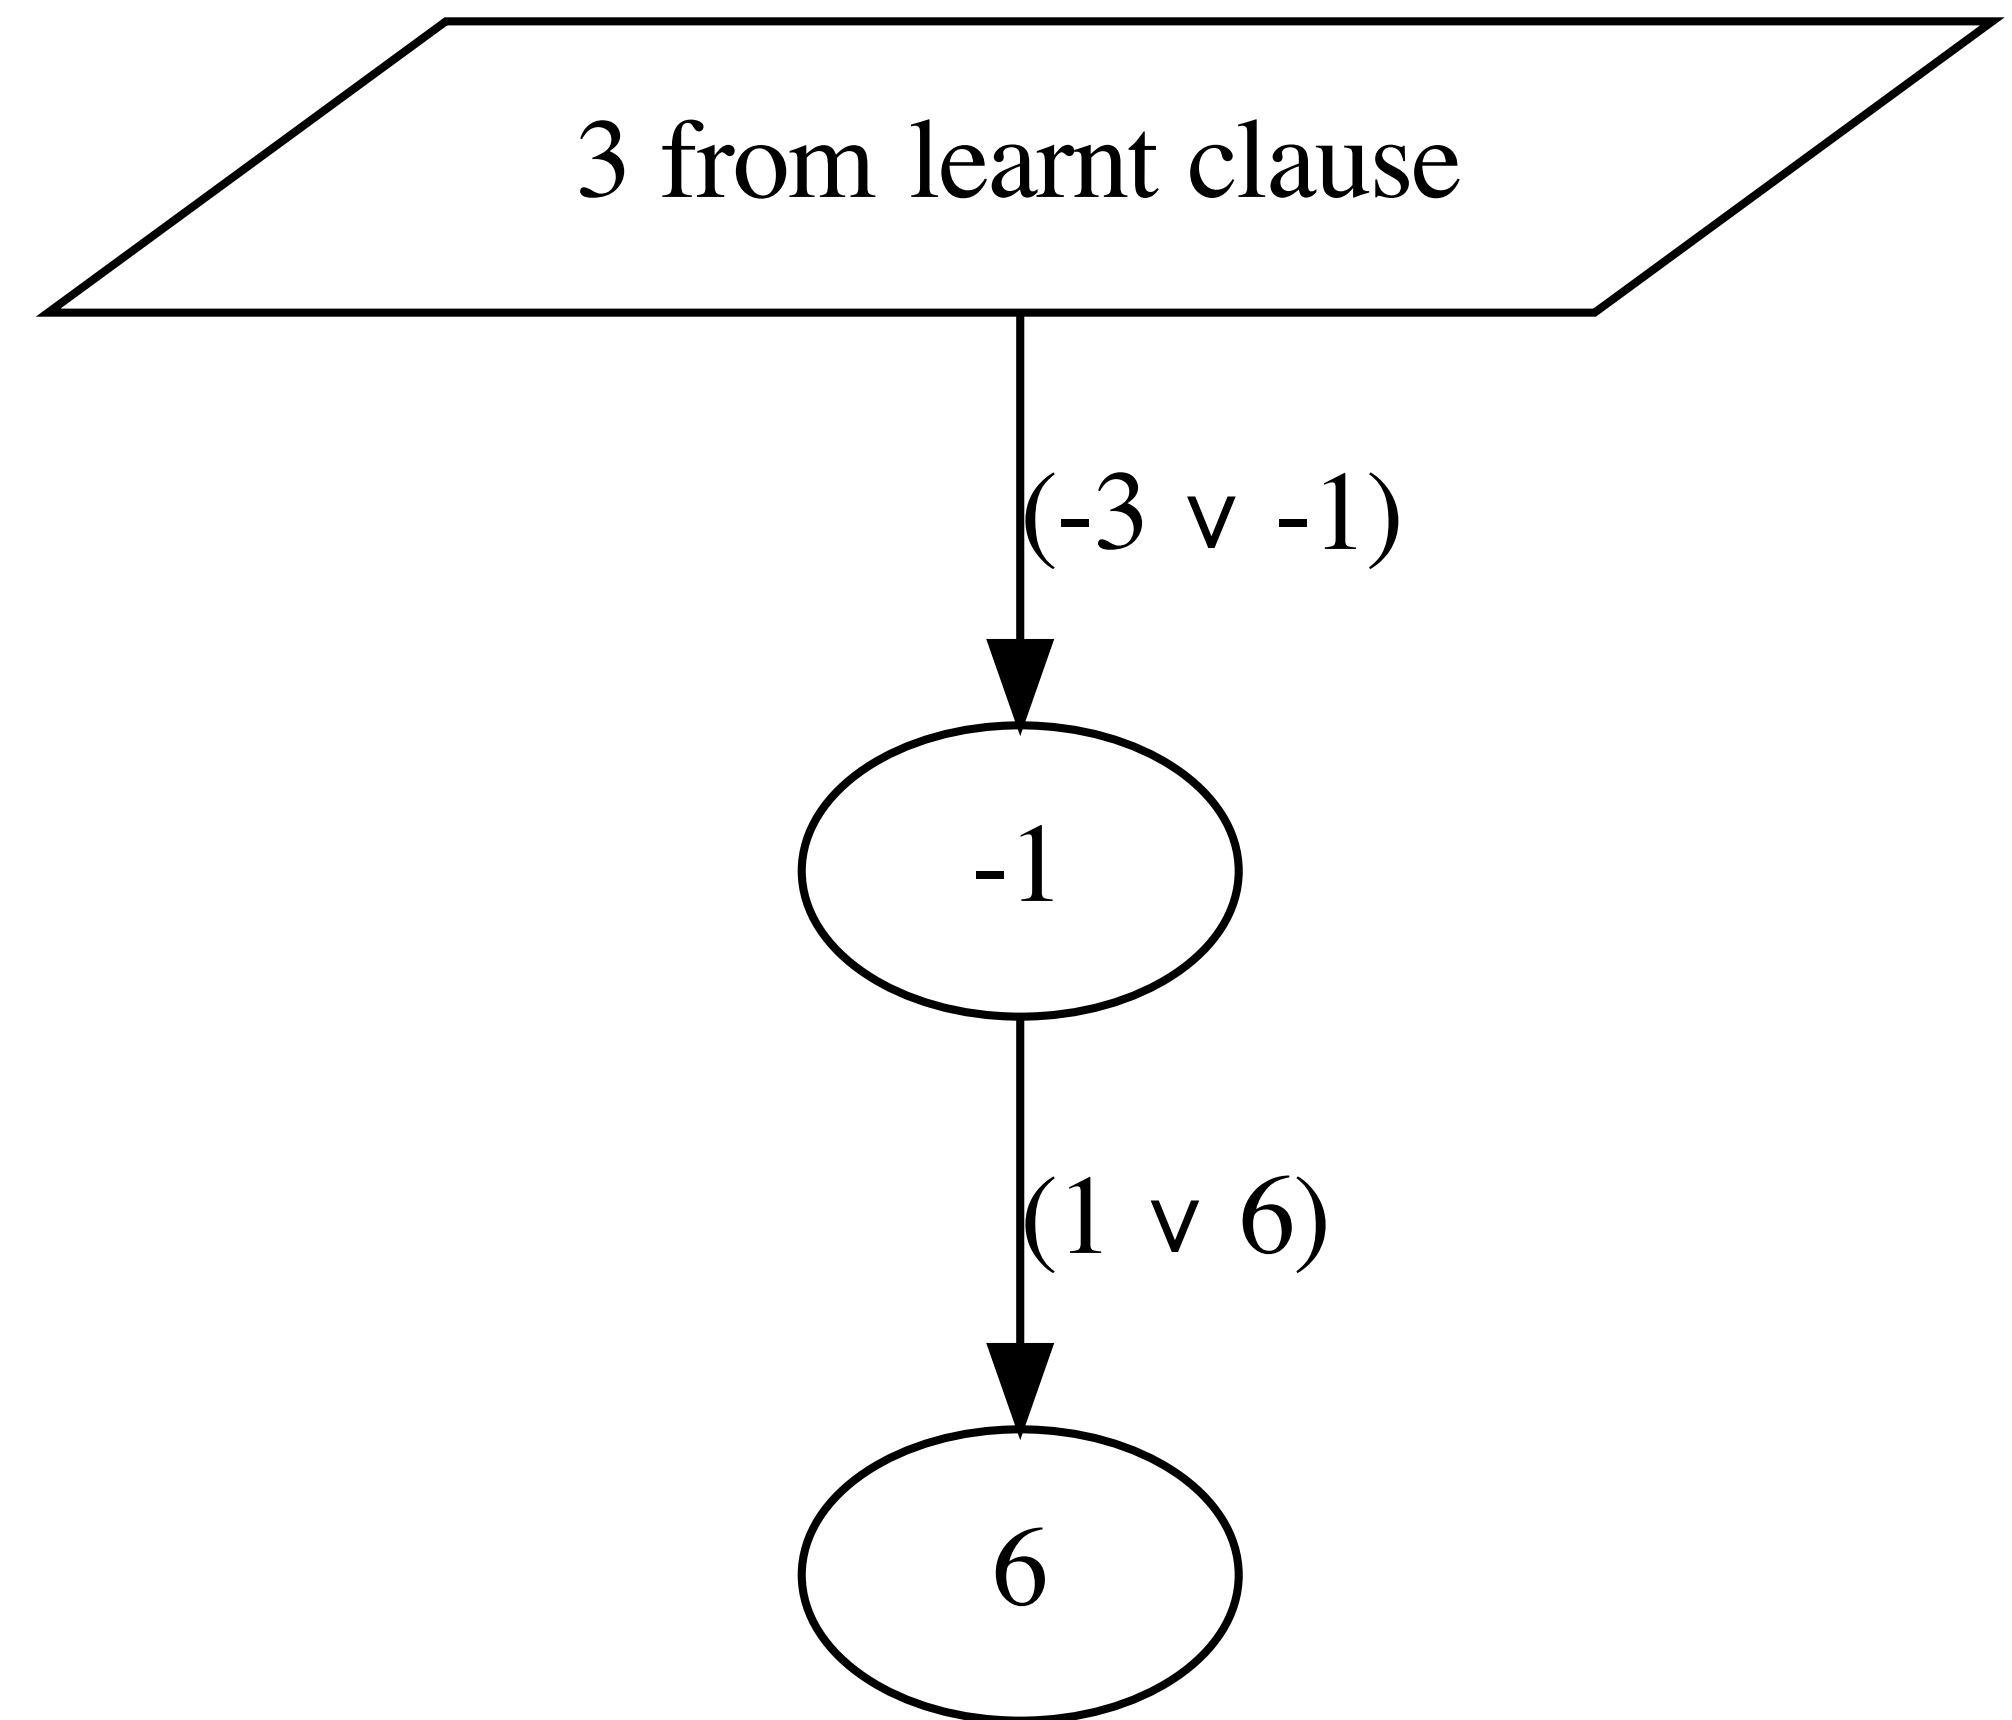 3 from learnt clause
(-3 ∨ -1)
-1
(1 ∨ 6)
6